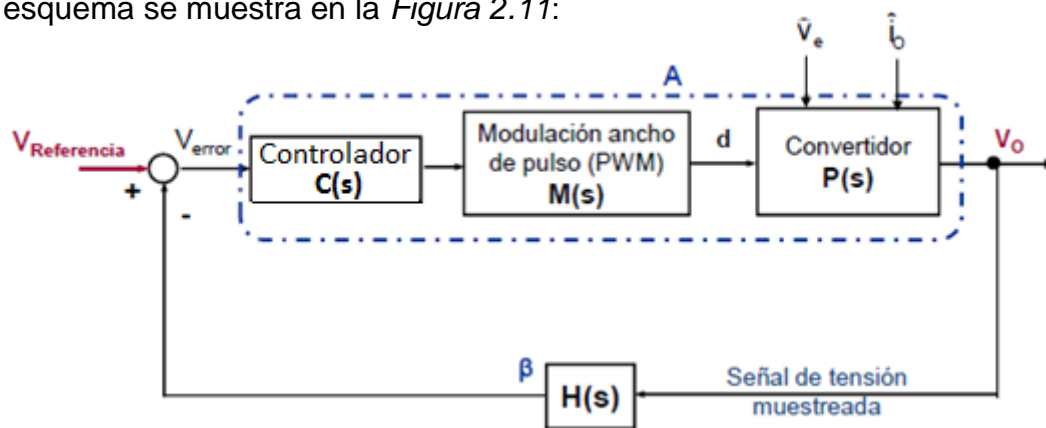 esquema se muestra en la Figura 2.11:
v̂e
îo
A
VReferencia
Verror
+
-
Controlador
C(s)
Modulación ancho
de pulso (PWM)
M(s)
d
Convertidor
P(s)
Vo
β
H(s)
Señal de tensión
muestreada